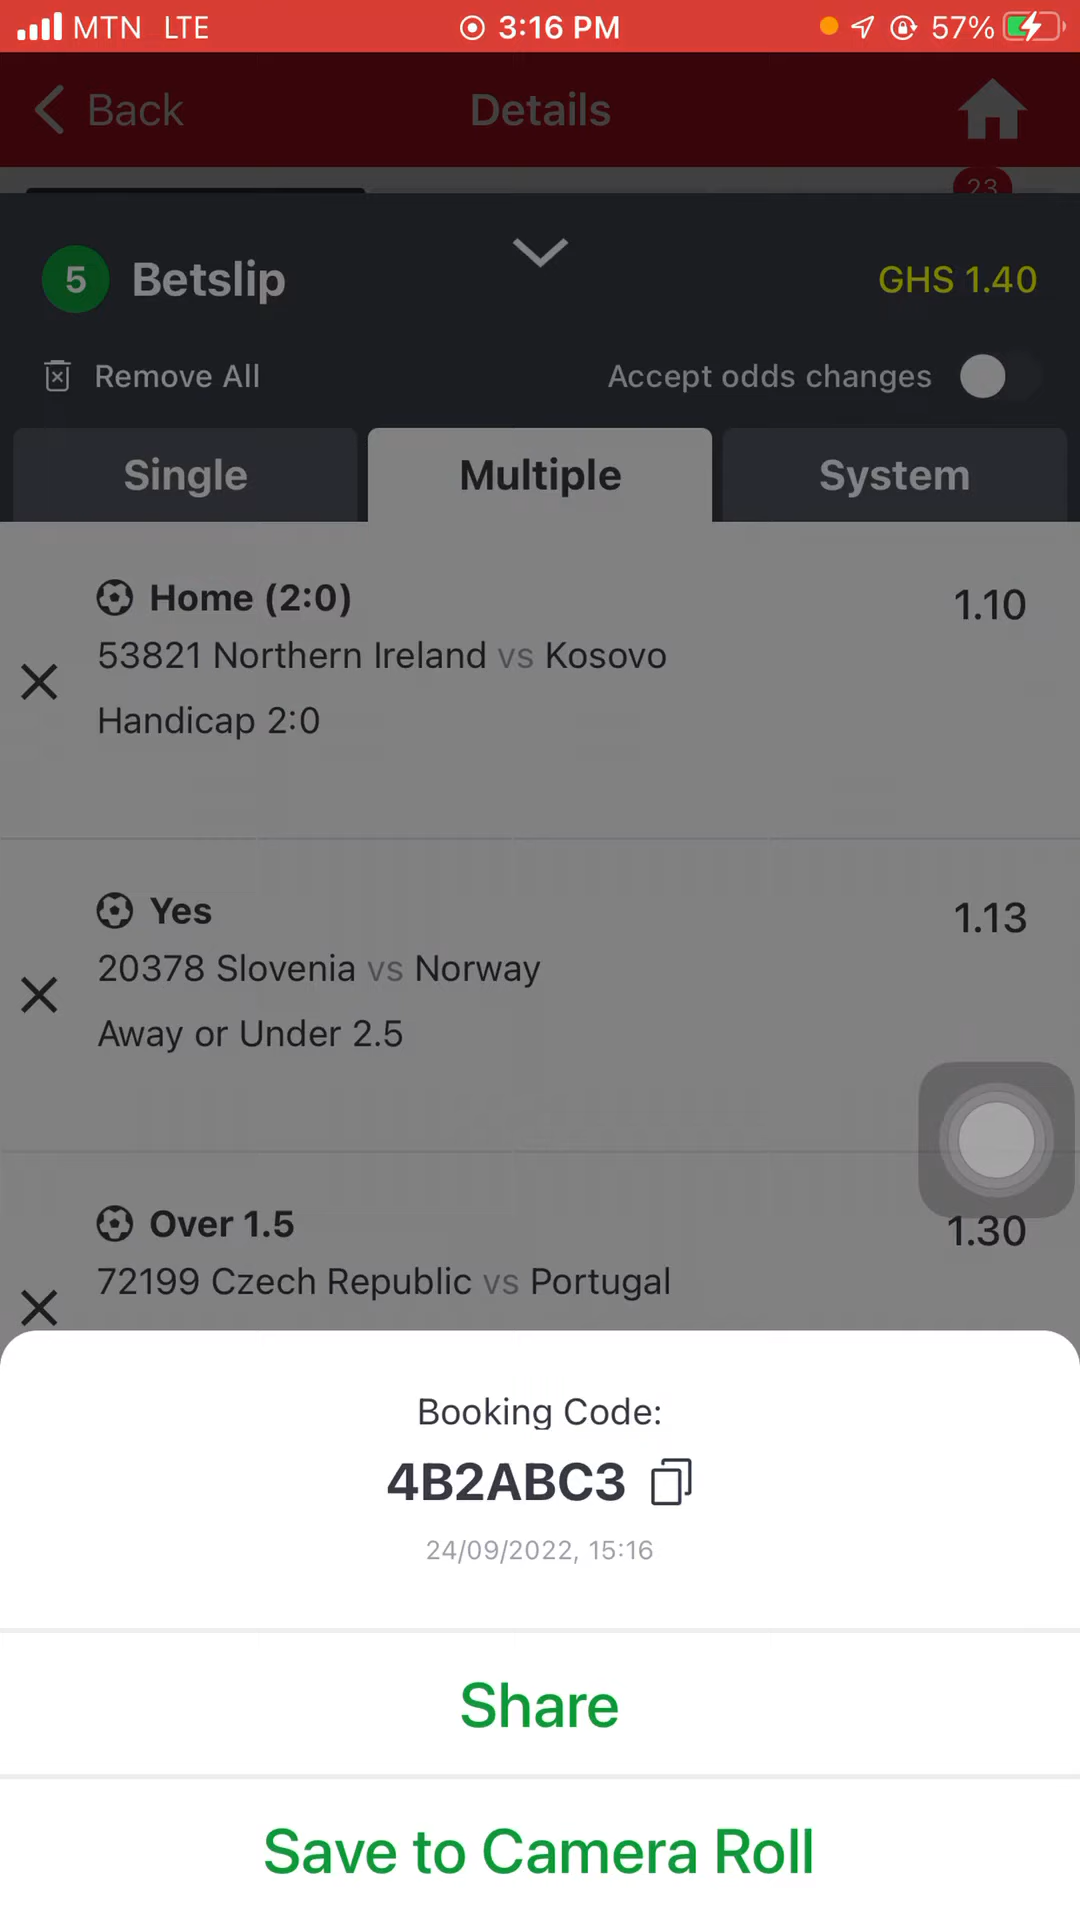 MTN LTE 3:16 PM 57%
Back Details
23
5 Betslip GHS 1.40
Remove All Accept odds changes
Single Multiple System
Home (2:0) 1.10
53821 Northern Ireland vs Kosovo
Handicap 2:0
Yes 1.13
20378 Slovenia vs Norway
Away or Under 2.5
Over 1.5 1.30
72199 Czech Republic vs Portugal
Booking Code:
4B2ABC3
24/09/2022, 15:16
Share
Save to Camera Roll